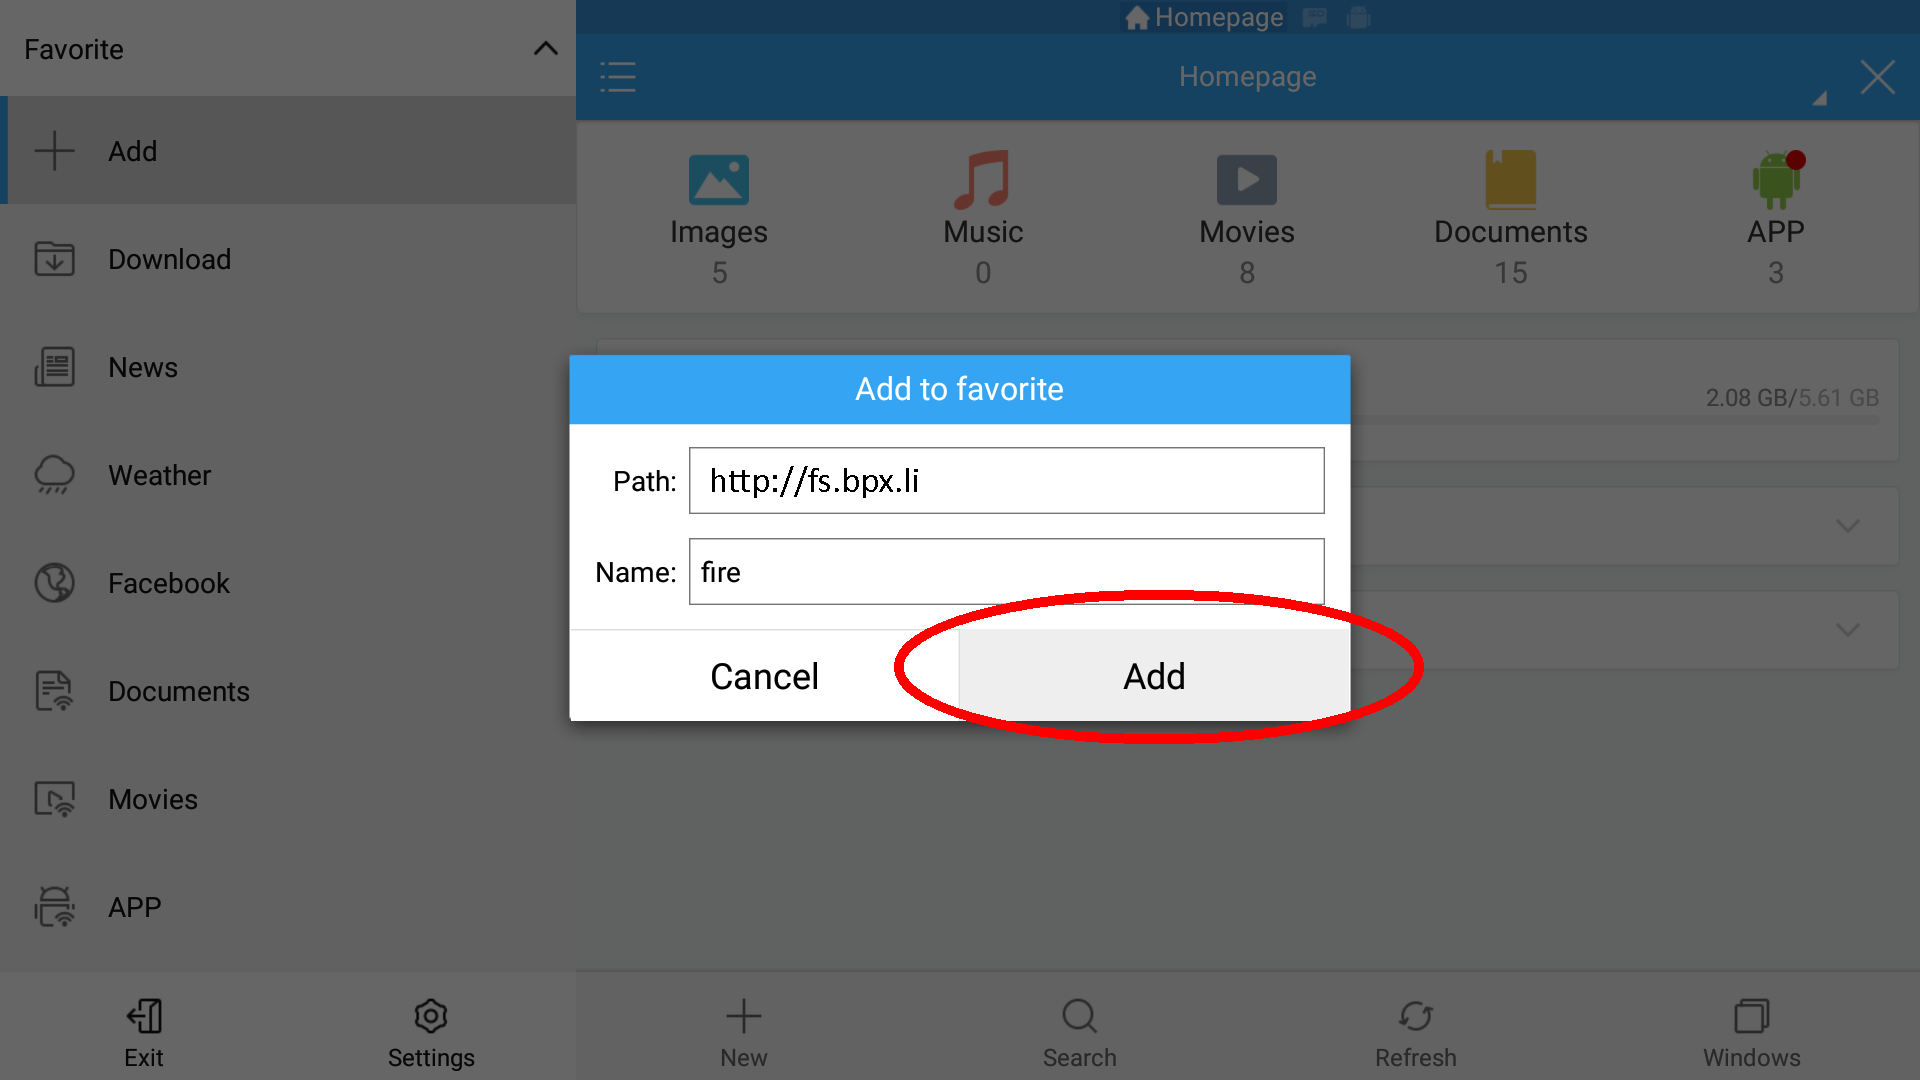 Favorite
Add
Download
News
Weather
Facebook
Documents
Movies
APP
Exit
Settings
Homepage
Homepage
Images
5
Music
0
Movies
8
Documents
15
APP
3
2.08 GB/5.61 GB
Add to favorite
Path: http://fs.bpx.li
Name: fire
Cancel
Add
New
Search
Refresh
Windows